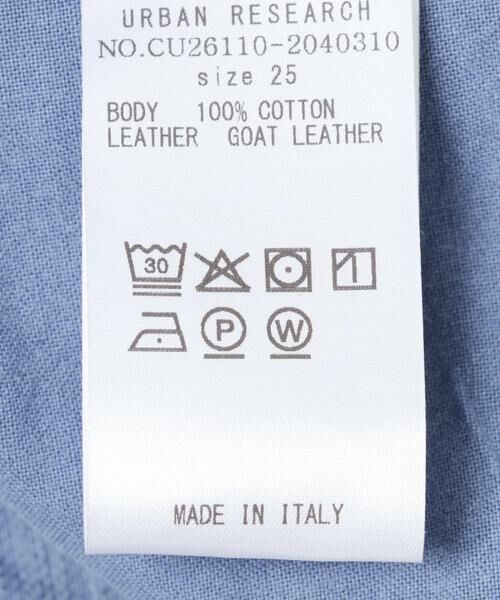 URBAN RESEARCH
NO.CU26110-2040310
size 25
BODY 100% COTTON
LEATHER GOAT LEATHER
30
P W
MADE IN ITALY